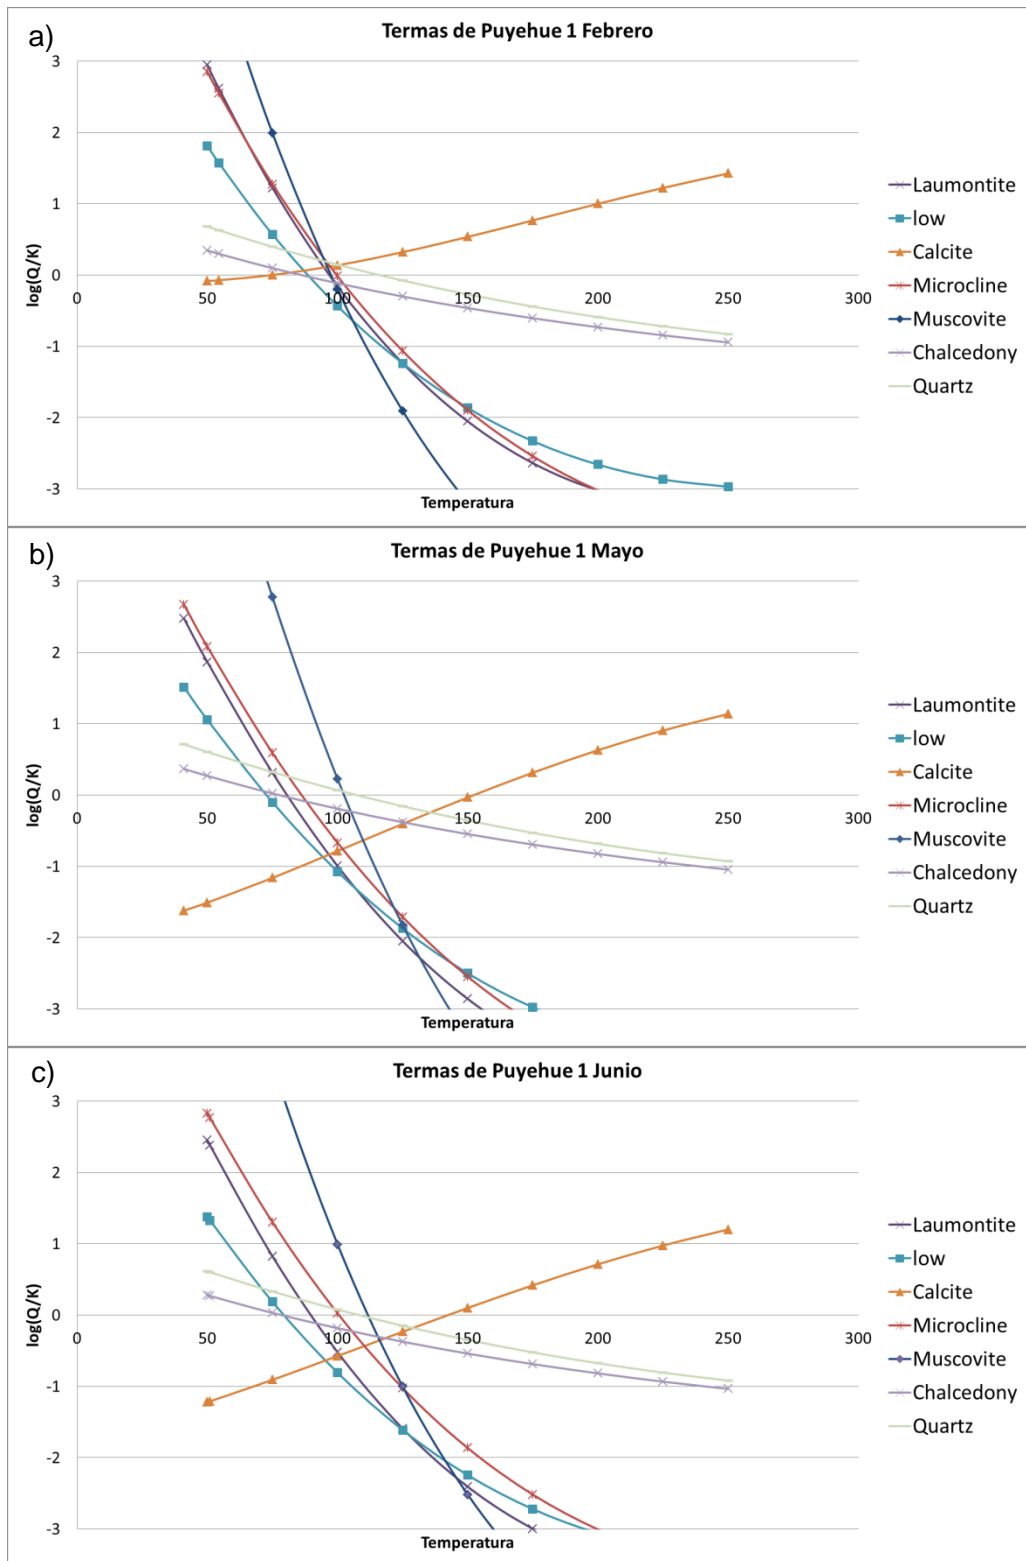 a)
Termas de Puyehue 1 Febrero
3
2
1
0
-1
-2
-3
log(Q/K)
0 50 100 150 200 250 300
Temperatura
Laumontite
low
Calcite
Microcline
Muscovite
Chalcedony
Quartz
b)
Termas de Puyehue 1 Mayo
3
2
1
0
-1
-2
-3
log(Q/K)
0 50 100 150 200 250 300
Temperatura
Laumontite
low
Calcite
Microcline
Muscovite
Chalcedony
Quartz
c)
Termas de Puyehue 1 Junio
3
2
1
0
-1
-2
-3
log(Q/K)
0 50 100 150 200 250 300
Temperatura
Laumontite
low
Calcite
Microcline
Muscovite
Chalcedony
Quartz